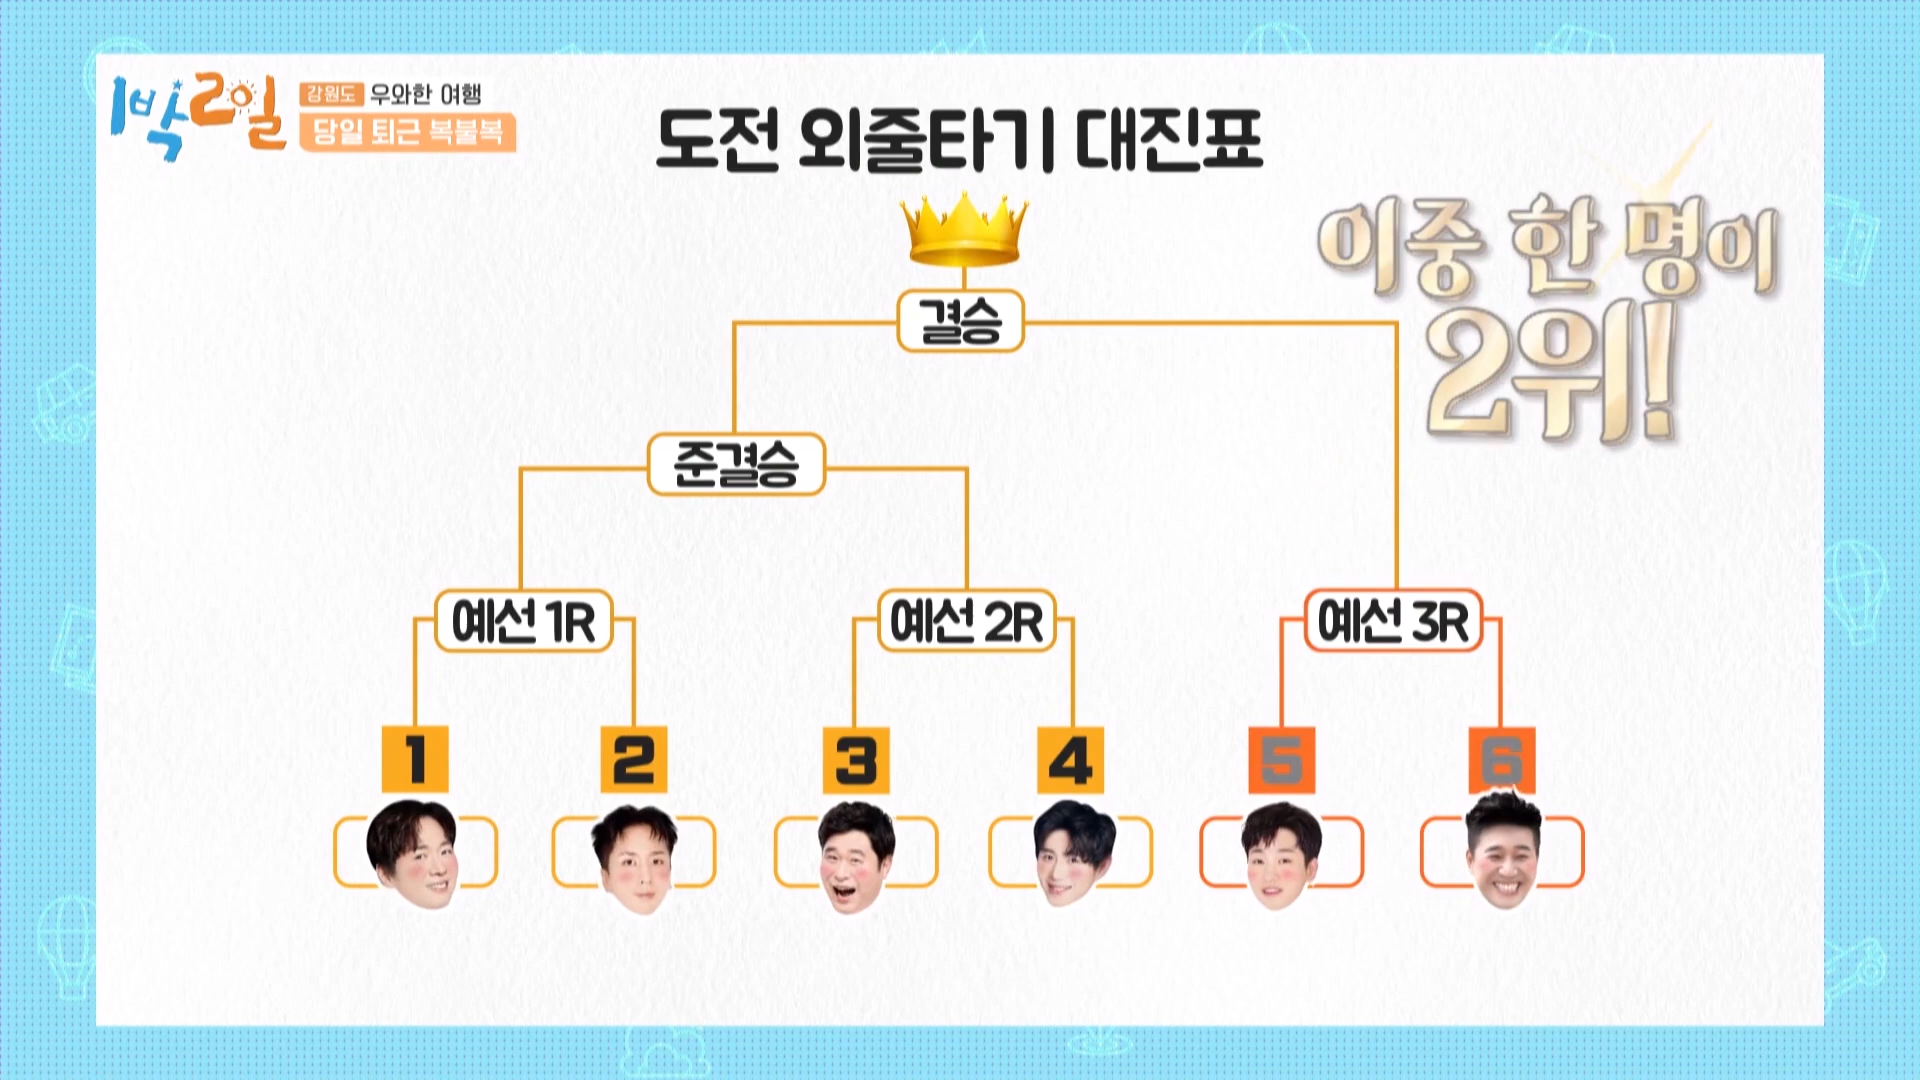 1박2일
강원도 우와한 여행
당일 퇴근 복불복
도전 외줄타기 대진표
이중 한 명이
2위!
결승
준결승
예선 1R
예선 2R
예선 3R
1
2
3
4
5
6